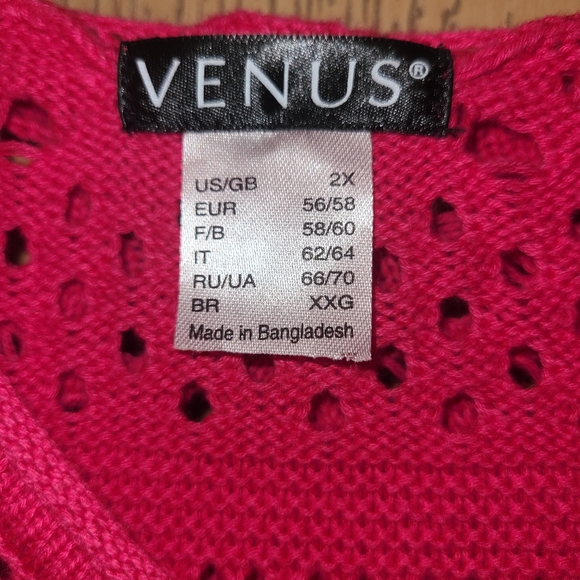 VENUS®
US/GB 2X
EUR 56/58
F/B 58/60
IT 62/64
RU/UA 66/70
BR XXG
Made in Bangladesh